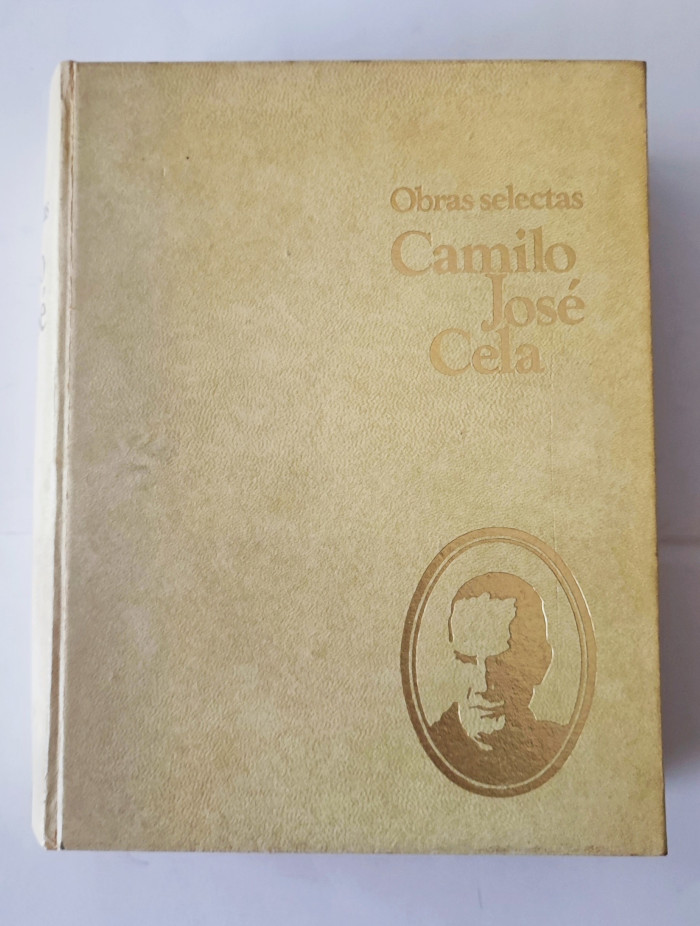 Obras selectas
Camilo
José
Cela